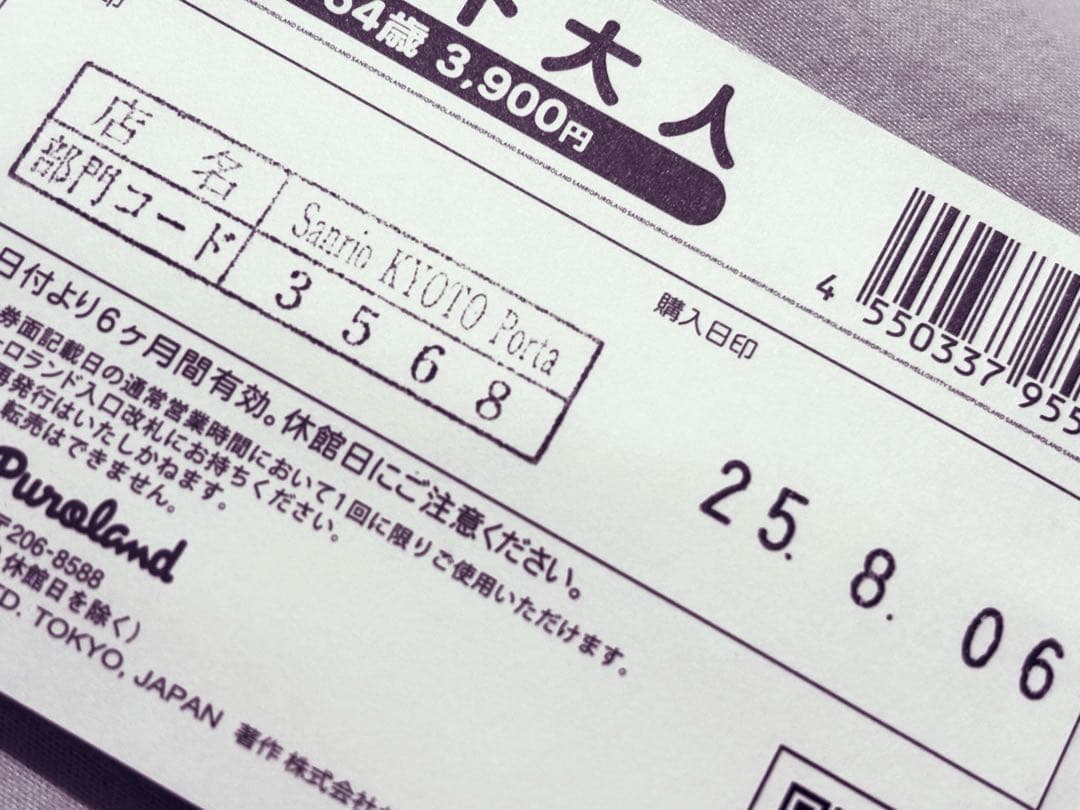 大人
64歳 3,900円
店名 Sanrio KYOTO Porta
部門コード 3568
購入日印
4 550337 955
25. 8. 06
日付より6ヶ月間有効。休館日にご注意ください。
券面記載日の通常営業時間において1回に限りご使用いただけます。
ーロランド入口改札にお持ちください。
再発行はいたしかねます。
転売はできません。
Puroland
〒206-8588
休館日を除く)
TD. TOKYO, JAPAN 著作 株式会社